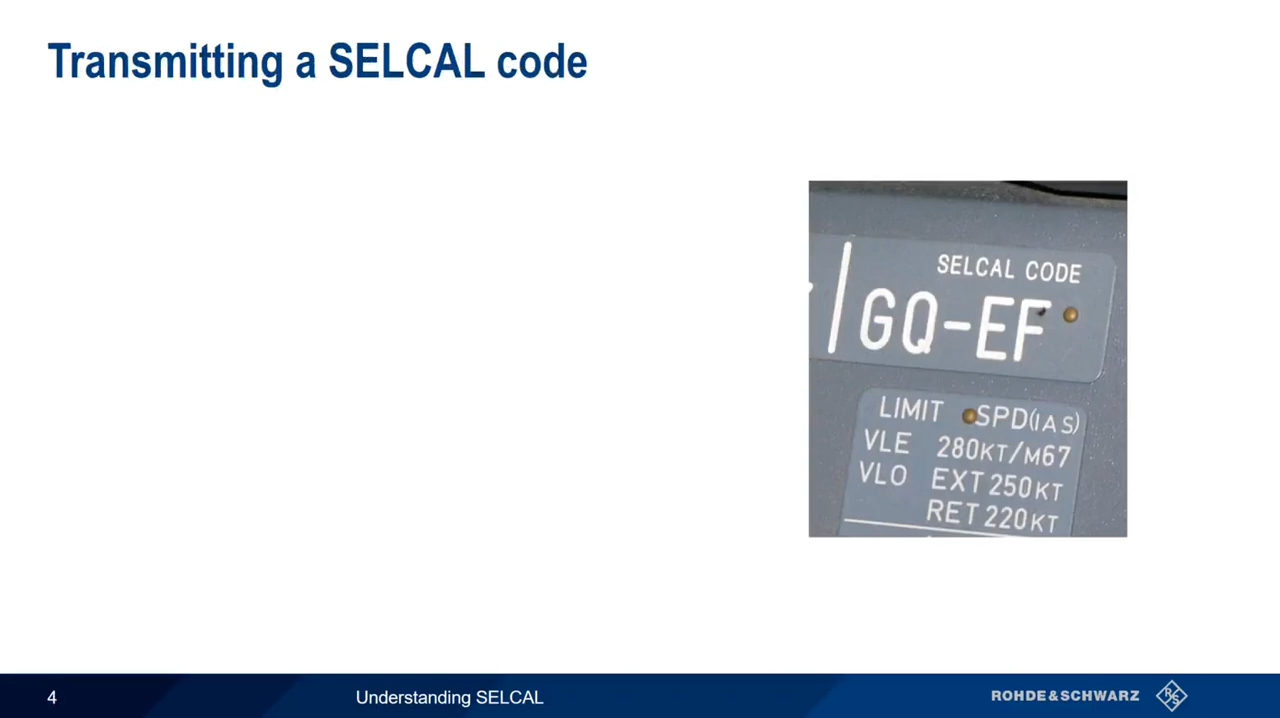 Transmitting a SELCAL code
SELCAL CODE
GQ-EF
LIMIT SPD(IAS)
VLE 280KT/M67
VLO EXT 250KT
RET 220KT
4
Understanding SELCAL
ROHDE&SCHWARZ
R&S